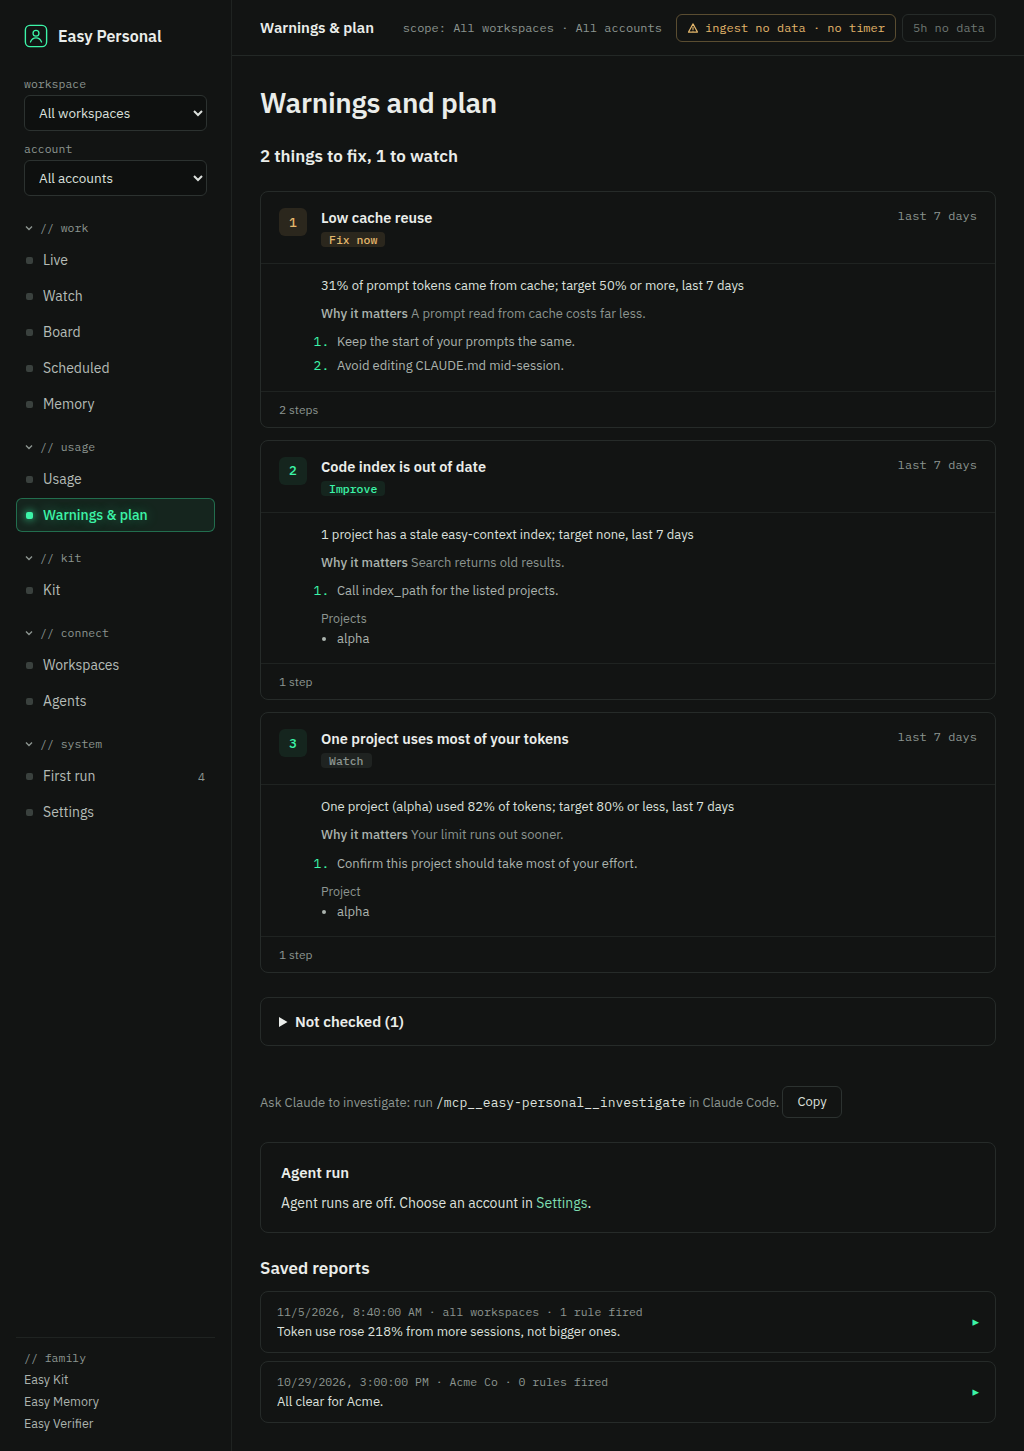 Easy Personal
workspace
All workspaces
account
All accounts
// work
Live
Watch
Board
Scheduled
Memory
// usage
Usage
Warnings & plan
// kit
Kit
// connect
Workspaces
Agents
// system
First run 4
Settings
// family
Easy Kit
Easy Memory
Easy Verifier
Warnings & plan scope: All workspaces · All accounts ⚠ ingest no data · no timer 5h no data
Warnings and plan
2 things to fix, 1 to watch
1 Low cache reuse last 7 days
Fix now
31% of prompt tokens came from cache; target 50% or more, last 7 days
Why it matters A prompt read from cache costs far less.
1. Keep the start of your prompts the same.
2. Avoid editing CLAUDE.md mid-session.
2 steps
2 Code index is out of date last 7 days
Improve
1 project has a stale easy-context index; target none, last 7 days
Why it matters Search returns old results.
1. Call index_path for the listed projects.
Projects
• alpha
1 step
3 One project uses most of your tokens last 7 days
Watch
One project (alpha) used 82% of tokens; target 80% or less, last 7 days
Why it matters Your limit runs out sooner.
1. Confirm this project should take most of your effort.
Project
• alpha
1 step
▶ Not checked (1)
Ask Claude to investigate: run /mcp__easy-personal__investigate in Claude Code. Copy
Agent run
Agent runs are off. Choose an account in Settings.
Saved reports
11/5/2026, 8:40:00 AM · all workspaces · 1 rule fired
Token use rose 218% from more sessions, not bigger ones.
10/29/2026, 3:00:00 PM · Acme Co · 0 rules fired
All clear for Acme.